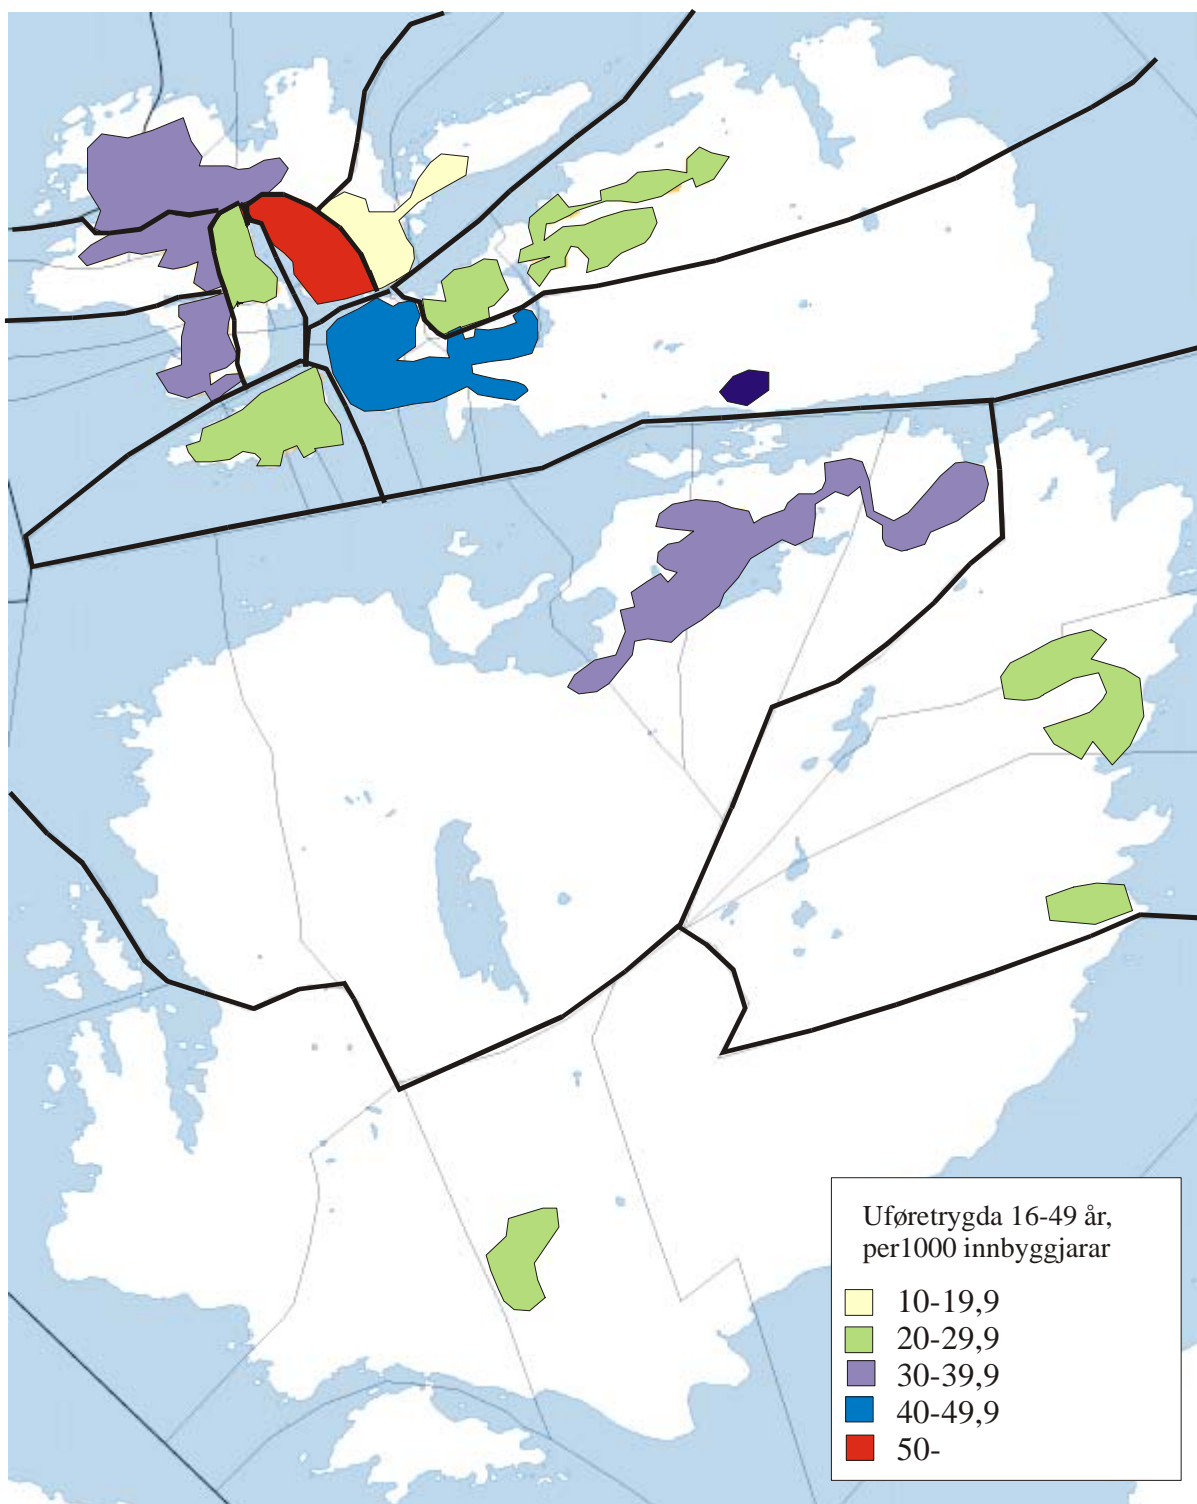 Uføretrygda 16-49 år,
per1000 innbyggjarar
10-19,9
20-29,9
30-39,9
40-49,9
50-